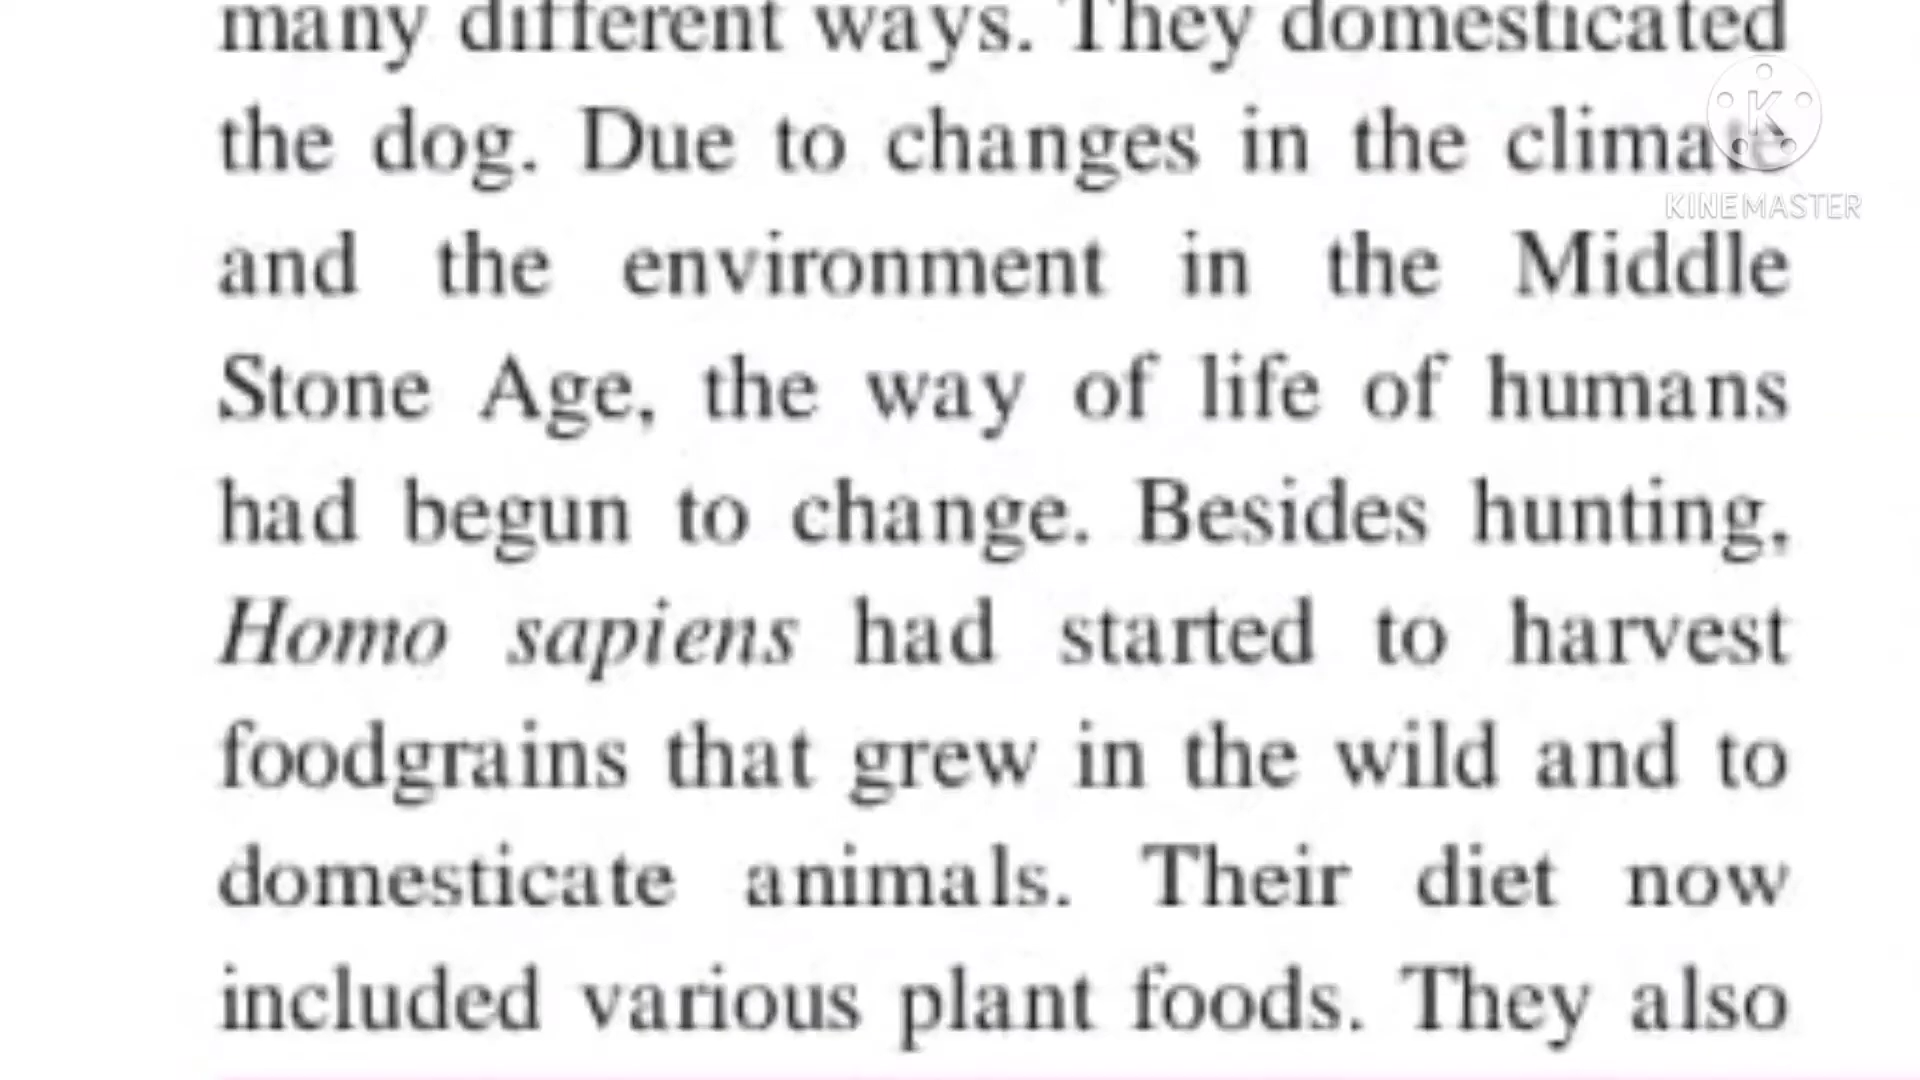 many different ways. They domesticated
the dog. Due to changes in the climate
KINEMASTER
and the environment in the Middle
Stone Age, the way of life of humans
had begun to change. Besides hunting,
Homo sapiens had started to harvest
foodgrains that grew in the wild and to
domesticate animals. Their diet now
included various plant foods. They also